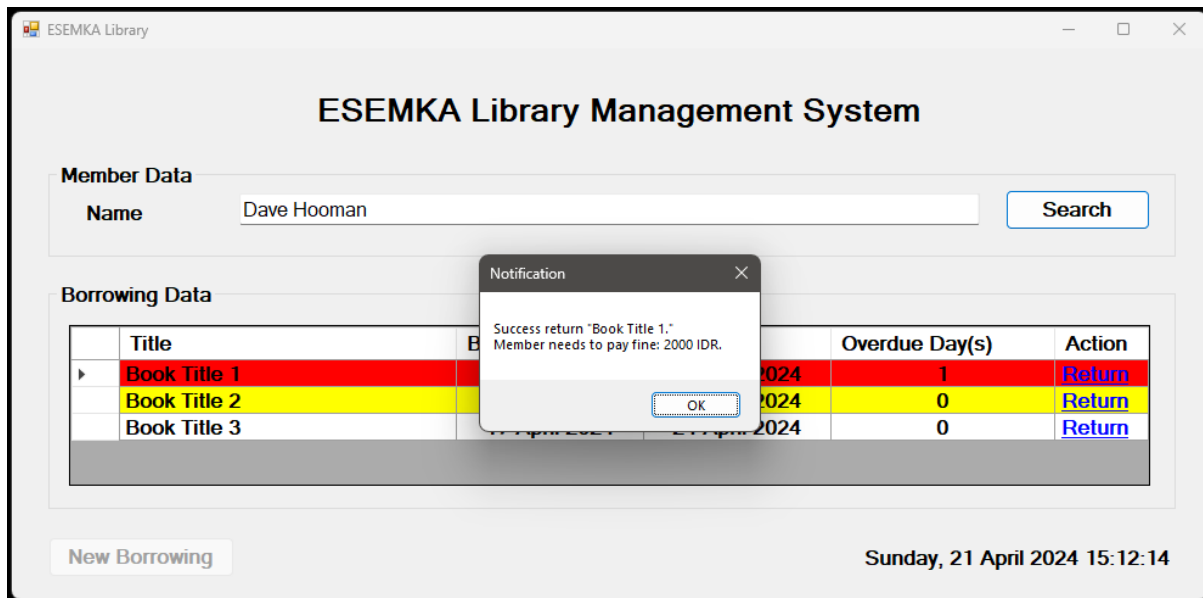 ESEMKA Library
ESEMKA Library Management System
Member Data
Name Dave Hooman Search
Notification
Success return "Book Title 1."
Member needs to pay fine: 2000 IDR.
OK
Borrowing Data
Title B Overdue Day(s) Action
Book Title 1 2024 1 Return
Book Title 2 2024 0 Return
Book Title 3 2024 0 Return
New Borrowing Sunday, 21 April 2024 15:12:14